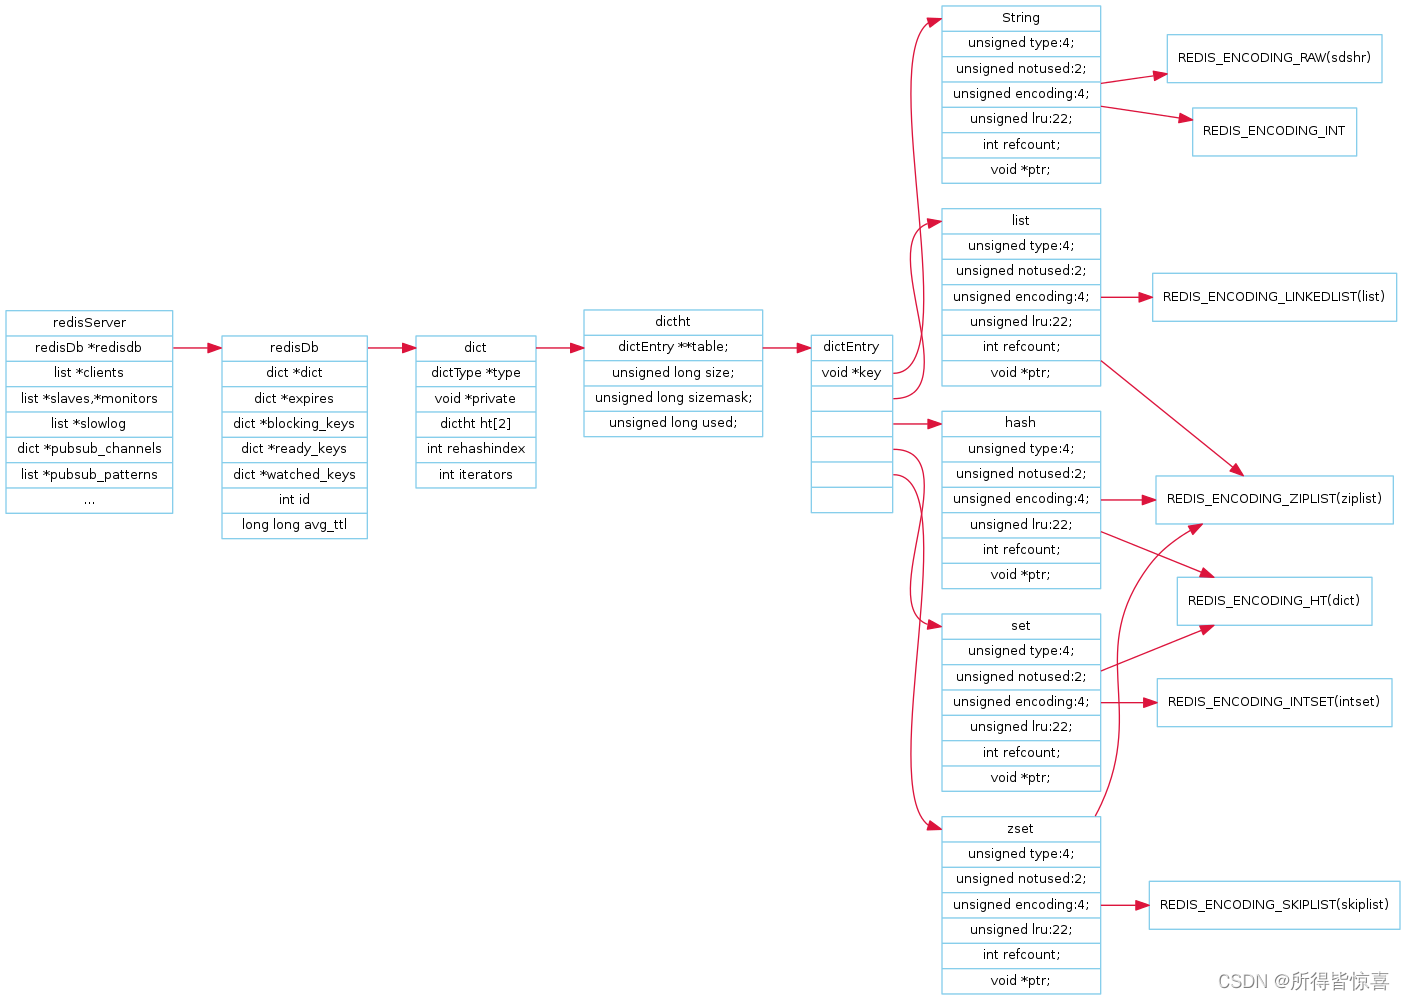 redisServer
redisDb *redisdb
list *clients
list *slaves,*monitors
list *slowlog
dict *pubsub_channels
list *pubsub_patterns
...
redisDb
dict *dict
dict *expires
dict *blocking_keys
dict *ready_keys
dict *watched_keys
int id
long long avg_ttl
dict
dictType *type
void *private
dictht ht[2]
int rehashindex
int iterators
dictht
dictEntry **table;
unsigned long size;
unsigned long sizemask;
unsigned long used;
dictEntry
void *key
String
unsigned type:4;
unsigned notused:2;
unsigned encoding:4;
unsigned lru:22;
int refcount;
void *ptr;
list
unsigned type:4;
unsigned notused:2;
unsigned encoding:4;
unsigned lru:22;
int refcount;
void *ptr;
hash
unsigned type:4;
unsigned notused:2;
unsigned encoding:4;
unsigned lru:22;
int refcount;
void *ptr;
set
unsigned type:4;
unsigned notused:2;
unsigned encoding:4;
unsigned lru:22;
int refcount;
void *ptr;
zset
unsigned type:4;
unsigned notused:2;
unsigned encoding:4;
unsigned lru:22;
int refcount;
void *ptr;
REDIS_ENCODING_RAW(sdshr)
REDIS_ENCODING_INT
REDIS_ENCODING_LINKEDLIST(list)
REDIS_ENCODING_ZIPLIST(ziplist)
REDIS_ENCODING_HT(dict)
REDIS_ENCODING_INTSET(intset)
REDIS_ENCODING_SKIPLIST(skiplist)
CSDN @所得皆惊喜